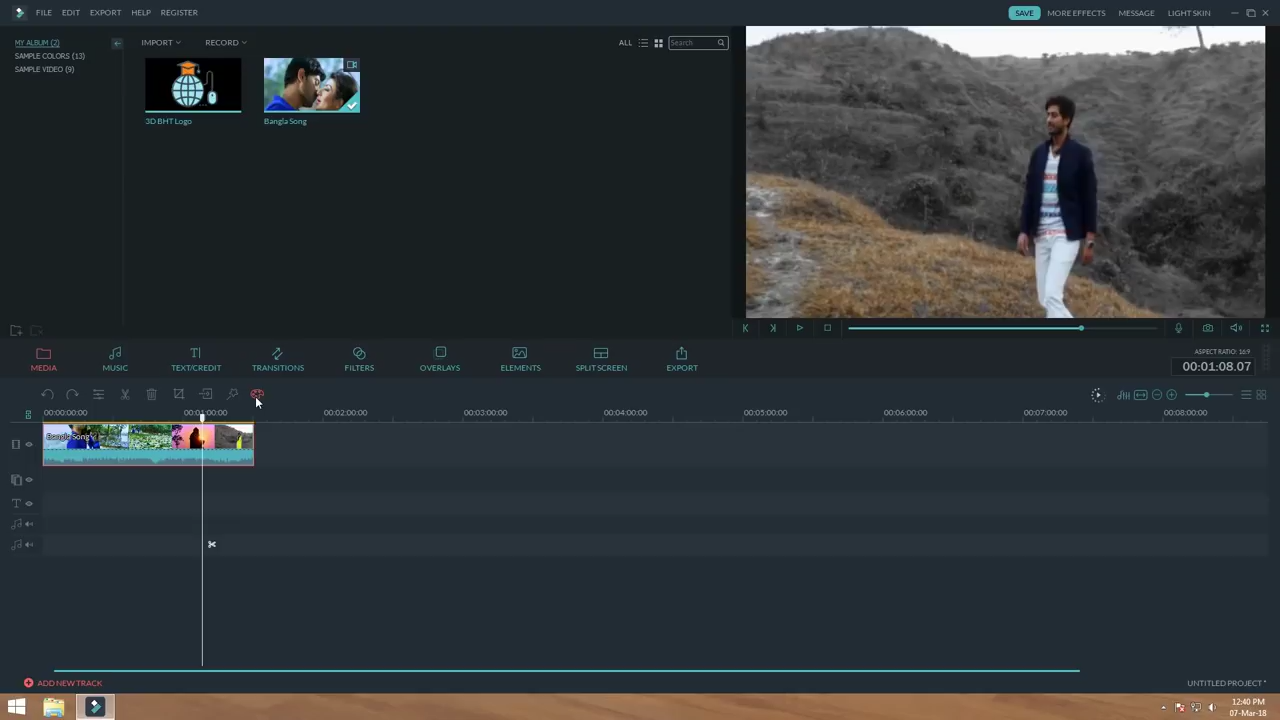 FILE EDIT EXPORT HELP REGISTER
SAVE MORE EFFECTS MESSAGE LIGHT SKIN
MY ALBUM (2)
SAMPLE COLORS (13)
SAMPLE VIDEO (9)
IMPORT RECORD ALL Search
3D BHT Logo Bangla Song
MEDIA MUSIC TEXT/CREDIT TRANSITIONS FILTERS OVERLAYS ELEMENTS SPLIT SCREEN EXPORT
ASPECT RATIO: 16:9
00:01:08.07
00:00:00:00 00:01:00:00 00:02:00:00 00:03:00:00 00:04:00:00 00:05:00:00 00:06:00:00 00:07:00:00 00:08:00:00
Bangla Song
ADD NEW TRACK UNTITLED PROJECT *
12:40 PM
07-Mar-18